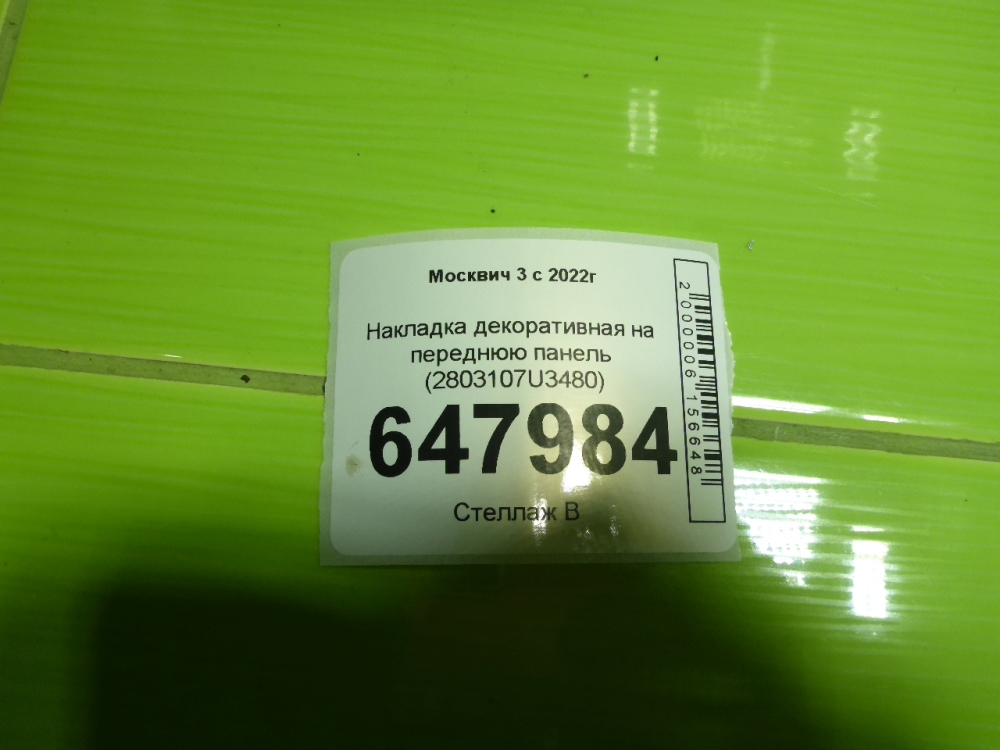 Москвич 3 с 2022г
Накладка декоративная на
переднюю панель
(2803107U3480)
647984
Стеллаж В
2000006156648